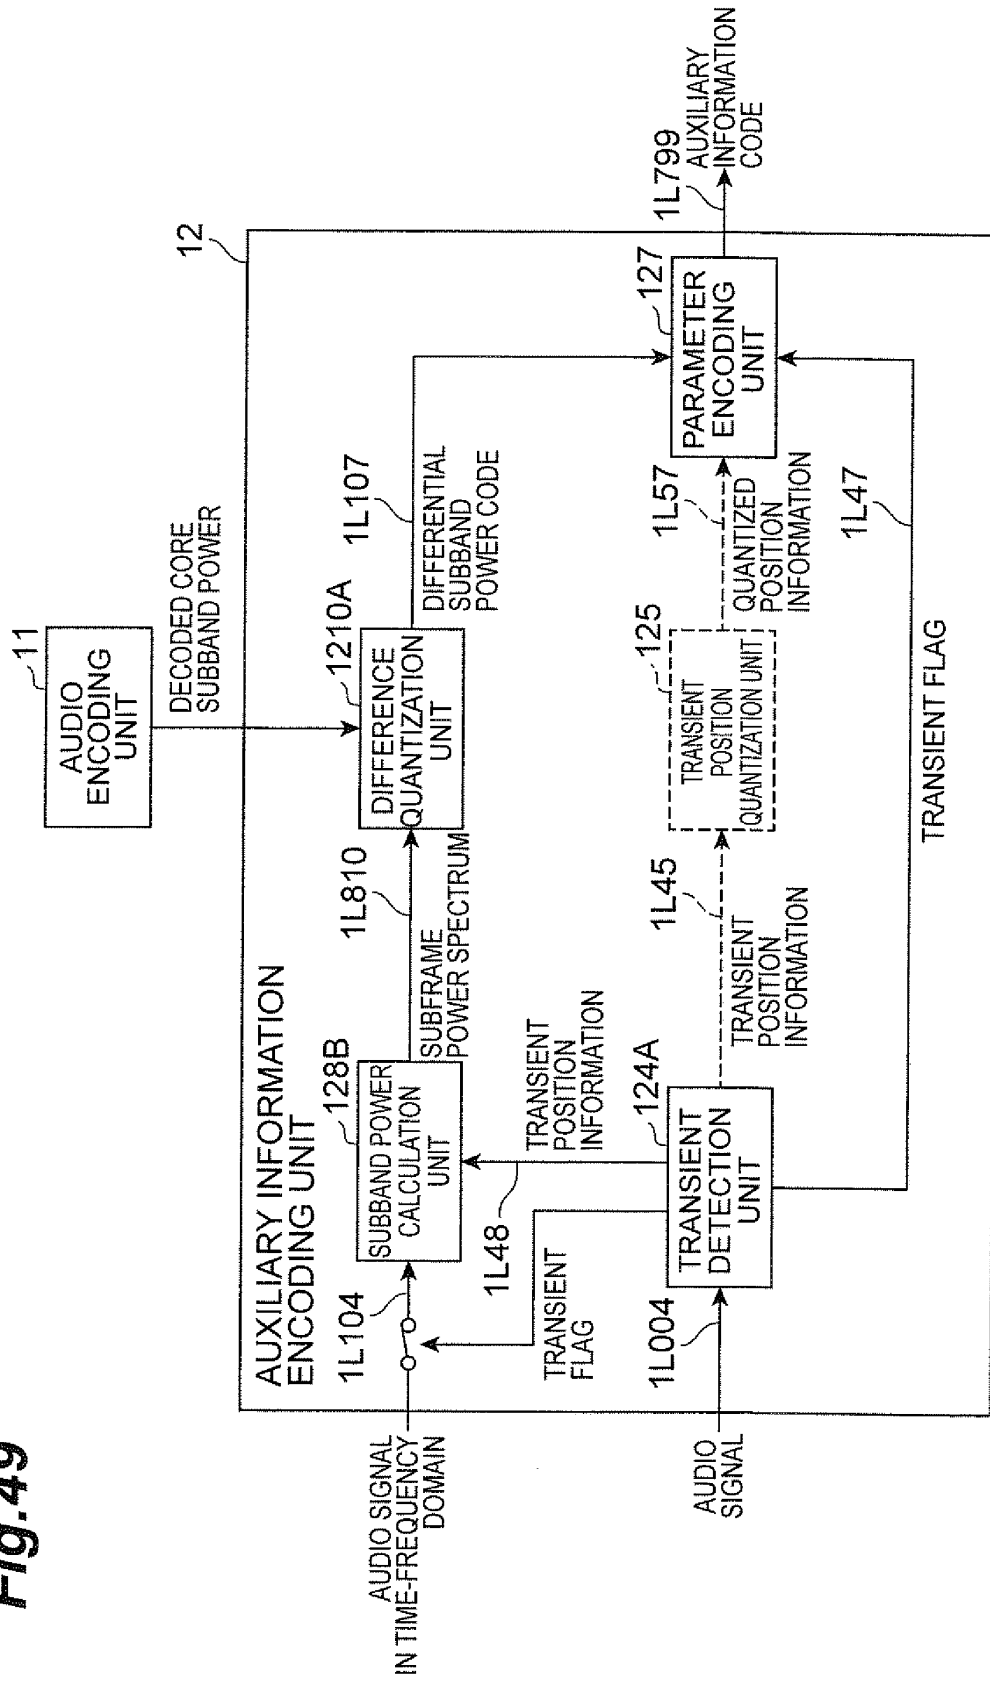 Fig.49
11
AUDIO
ENCODING
UNIT
DECODED CORE
SUBBAND POWER
12
AUXILIARY INFORMATION
ENCODING UNIT
AUDIO SIGNAL
IN TIME-FREQUENCY
DOMAIN
1L104
128B
SUBBAND POWER
CALCULATION
UNIT
1L810
SUBFRAME
POWER SPECTRUM
1210A
DIFFERENCE
QUANTIZATION
UNIT
1L107
DIFFERENTIAL
SUBBAND
POWER CODE
TRANSIENT
FLAG
1L48
TRANSIENT
POSITION
INFORMATION
AUDIO
SIGNAL
1L004
124A
TRANSIENT
DETECTION
UNIT
1L45
TRANSIENT
POSITION
INFORMATION
125
TRANSIENT
POSITION
QUANTIZATION UNIT
1L57
QUANTIZED
POSITION
INFORMATION
127
PARAMETER
ENCODING
UNIT
1L799
AUXILIARY
INFORMATION
CODE
TRANSIENT FLAG
1L47